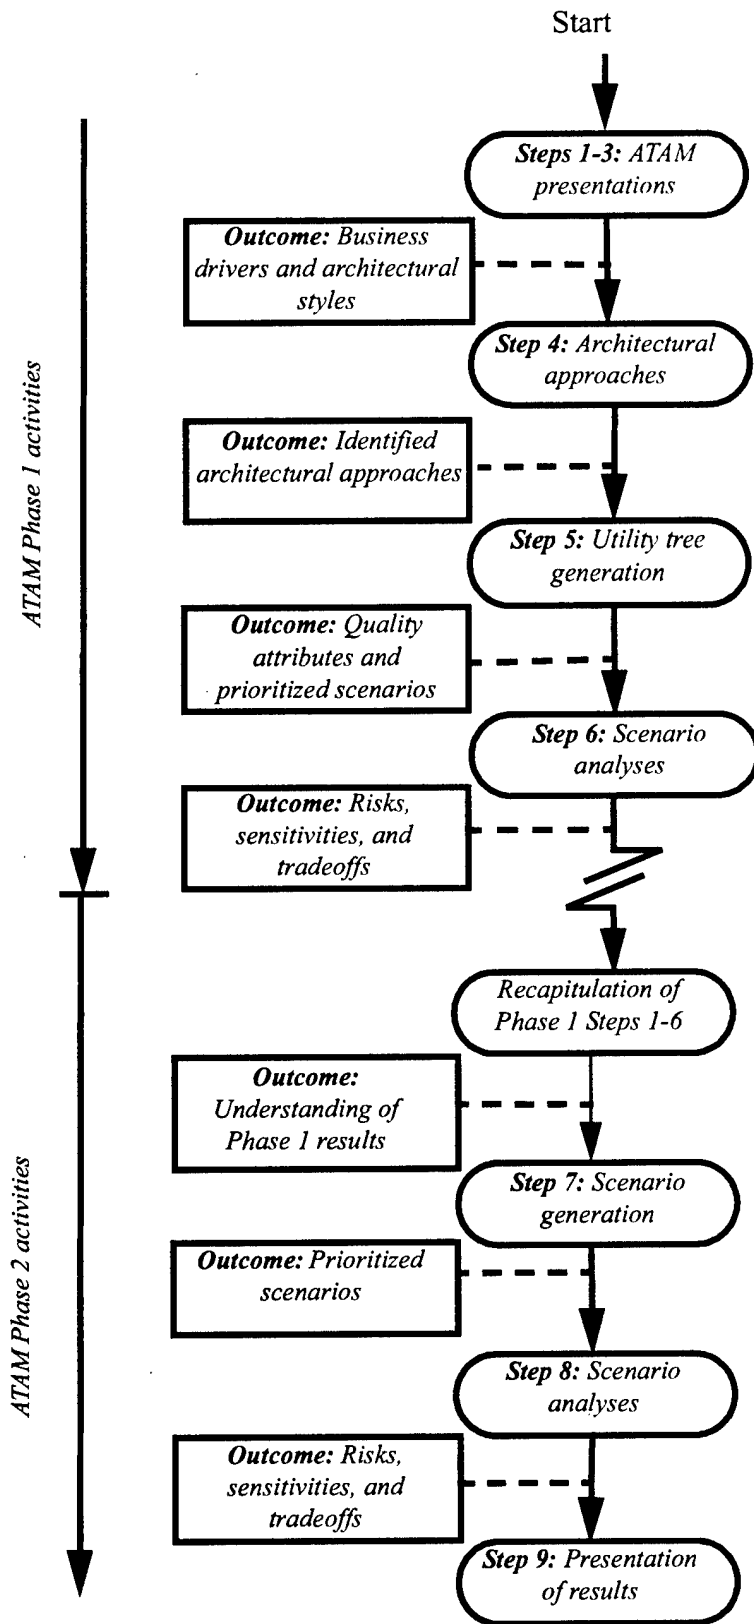 Start
Steps 1-3: ATAM
presentations
Outcome: Business
drivers and architectural
styles
Step 4: Architectural
approaches
Outcome: Identified
architectural approaches
Step 5: Utility tree
generation
Outcome: Quality
attributes and
prioritized scenarios
Step 6: Scenario
analyses
Outcome: Risks,
sensitivities, and
tradeoffs
ATAM Phase 1 activities
Recapitulation of
Phase 1 Steps 1-6
Outcome:
Understanding of
Phase 1 results
Step 7: Scenario
generation
Outcome: Prioritized
scenarios
Step 8: Scenario
analyses
Outcome: Risks,
sensitivities, and
tradeoffs
Step 9: Presentation
of results
ATAM Phase 2 activities